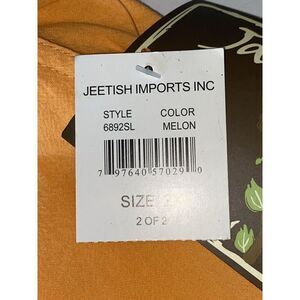 JEETISH IMPORTS INC
STYLE COLOR
6892SL MELON
7 97640 57029 0
SIZE
2 OF 2